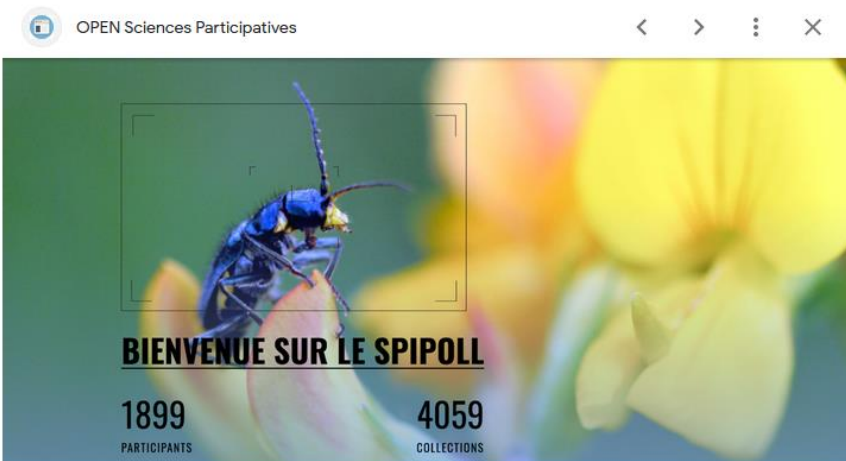 OPEN Sciences Participatives
BIENVENUE SUR LE SPIPOLL
1899 4059
PARTICIPANTS COLLECTIONS